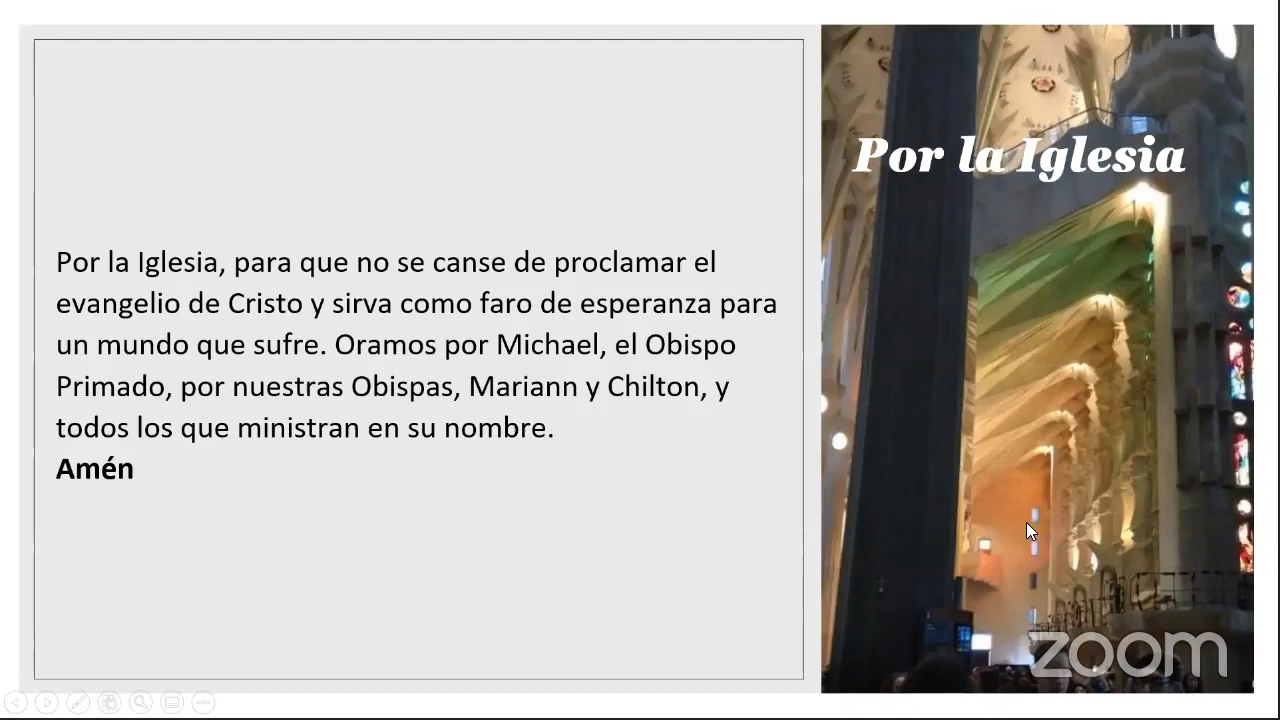 Por la Iglesia
Por la Iglesia, para que no se canse de proclamar el
evangelio de Cristo y sirva como faro de esperanza para
un mundo que sufre. Oramos por Michael, el Obispo
Primado, por nuestras Obispas, Mariann y Chilton, y
todos los que ministran en su nombre.
Amén
zoom